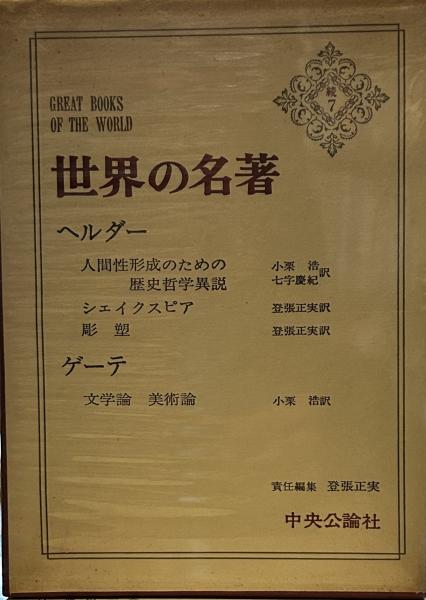 GREAT BOOKS
OF THE WORLD
続
7
世界の名著
ヘルダー
人間性形成のための
歴史哲学異説
小栗 浩
七字慶紀
訳
シェイクスピア 登張正実訳
彫 塑 登張正実訳
ゲーテ
文学論 美術論 小栗 浩訳
責任編集 登張正実
中央公論社